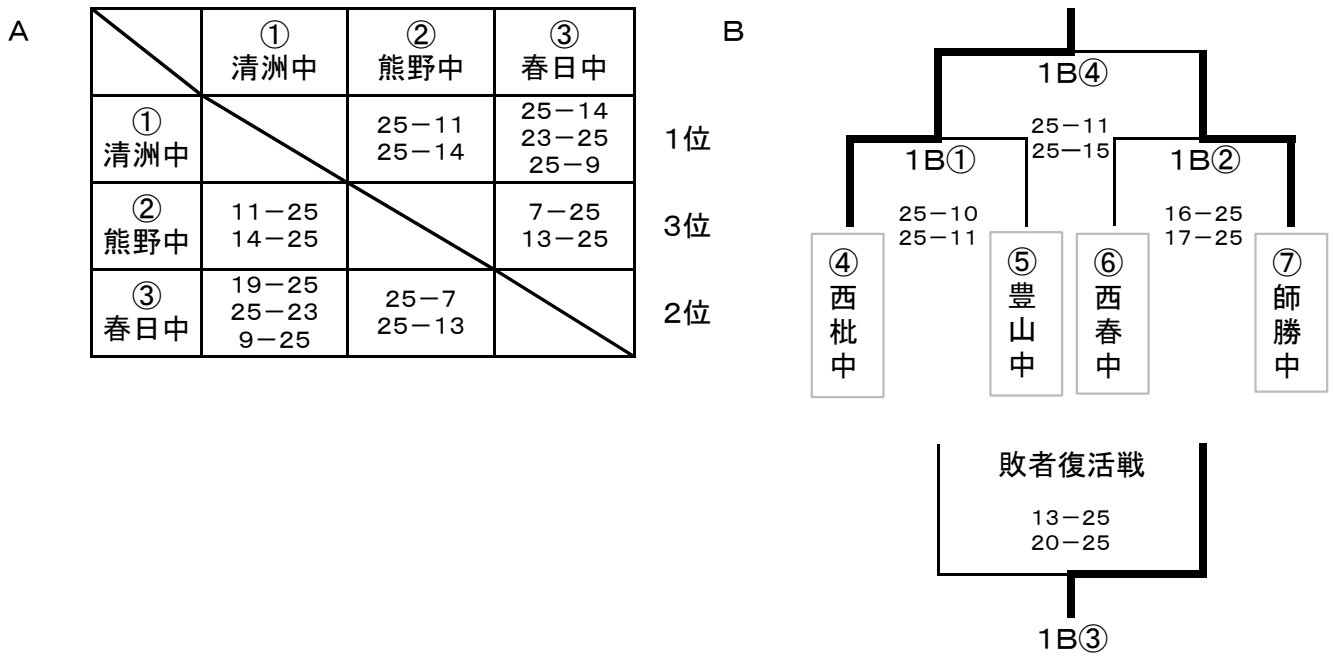 A
①
清洲中
②
熊野中
③
春日中
①
清洲中
25－11
25－14
25－14
23－25
25－9
1位
②
熊野中
11－25
14－25
7－25
13－25
3位
③
春日中
19－25
25－23
9－25
25－7
25－13
2位
B
1B④
25－11
25－15
1B①
1B②
25－10
25－11
16－25
17－25
④西枇中
⑤豊山中
⑥西春中
⑦師勝中
敗者復活戦
13－25
20－25
1B③